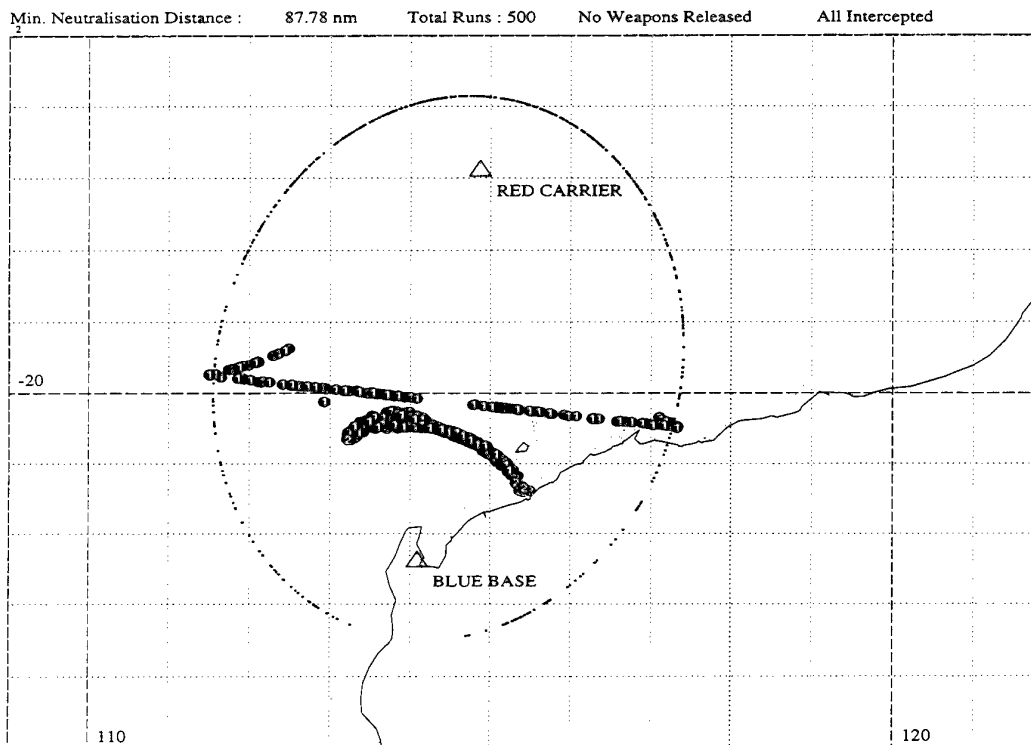 Min. Neutralisation Distance : 87.78 nm Total Runs : 500 No Weapons Released All Intercepted
2
RED CARRIER
-20
BLUE BASE
110 120